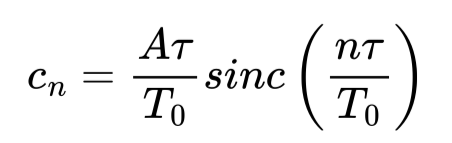 c_n = \frac{A\tau}{T_0} sinc \left( \frac{n\tau}{T_0} \right)